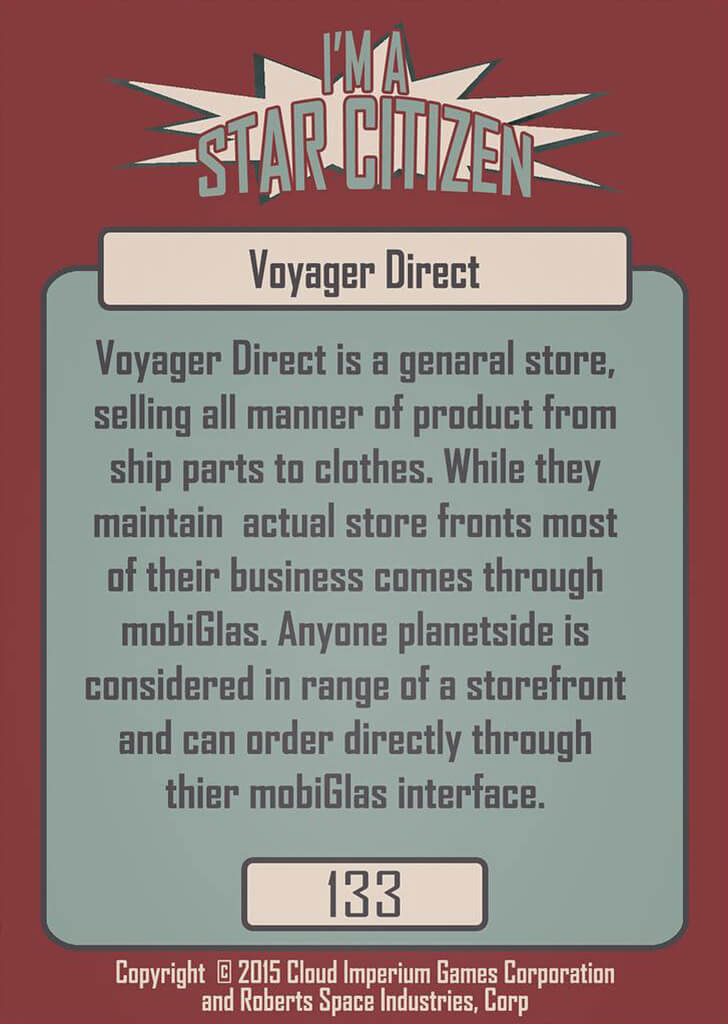 I'M A
STAR CITIZEN
Voyager Direct
Voyager Direct is a genaral store,
selling all manner of product from
ship parts to clothes. While they
maintain  actual store fronts most
of their business comes through
mobiGlas. Anyone planetside is
considered in range of a storefront
and can order directly through
thier mobiGlas interface.
133
Copyright © 2015 Cloud Imperium Games Corporation
and Roberts Space Industries, Corp